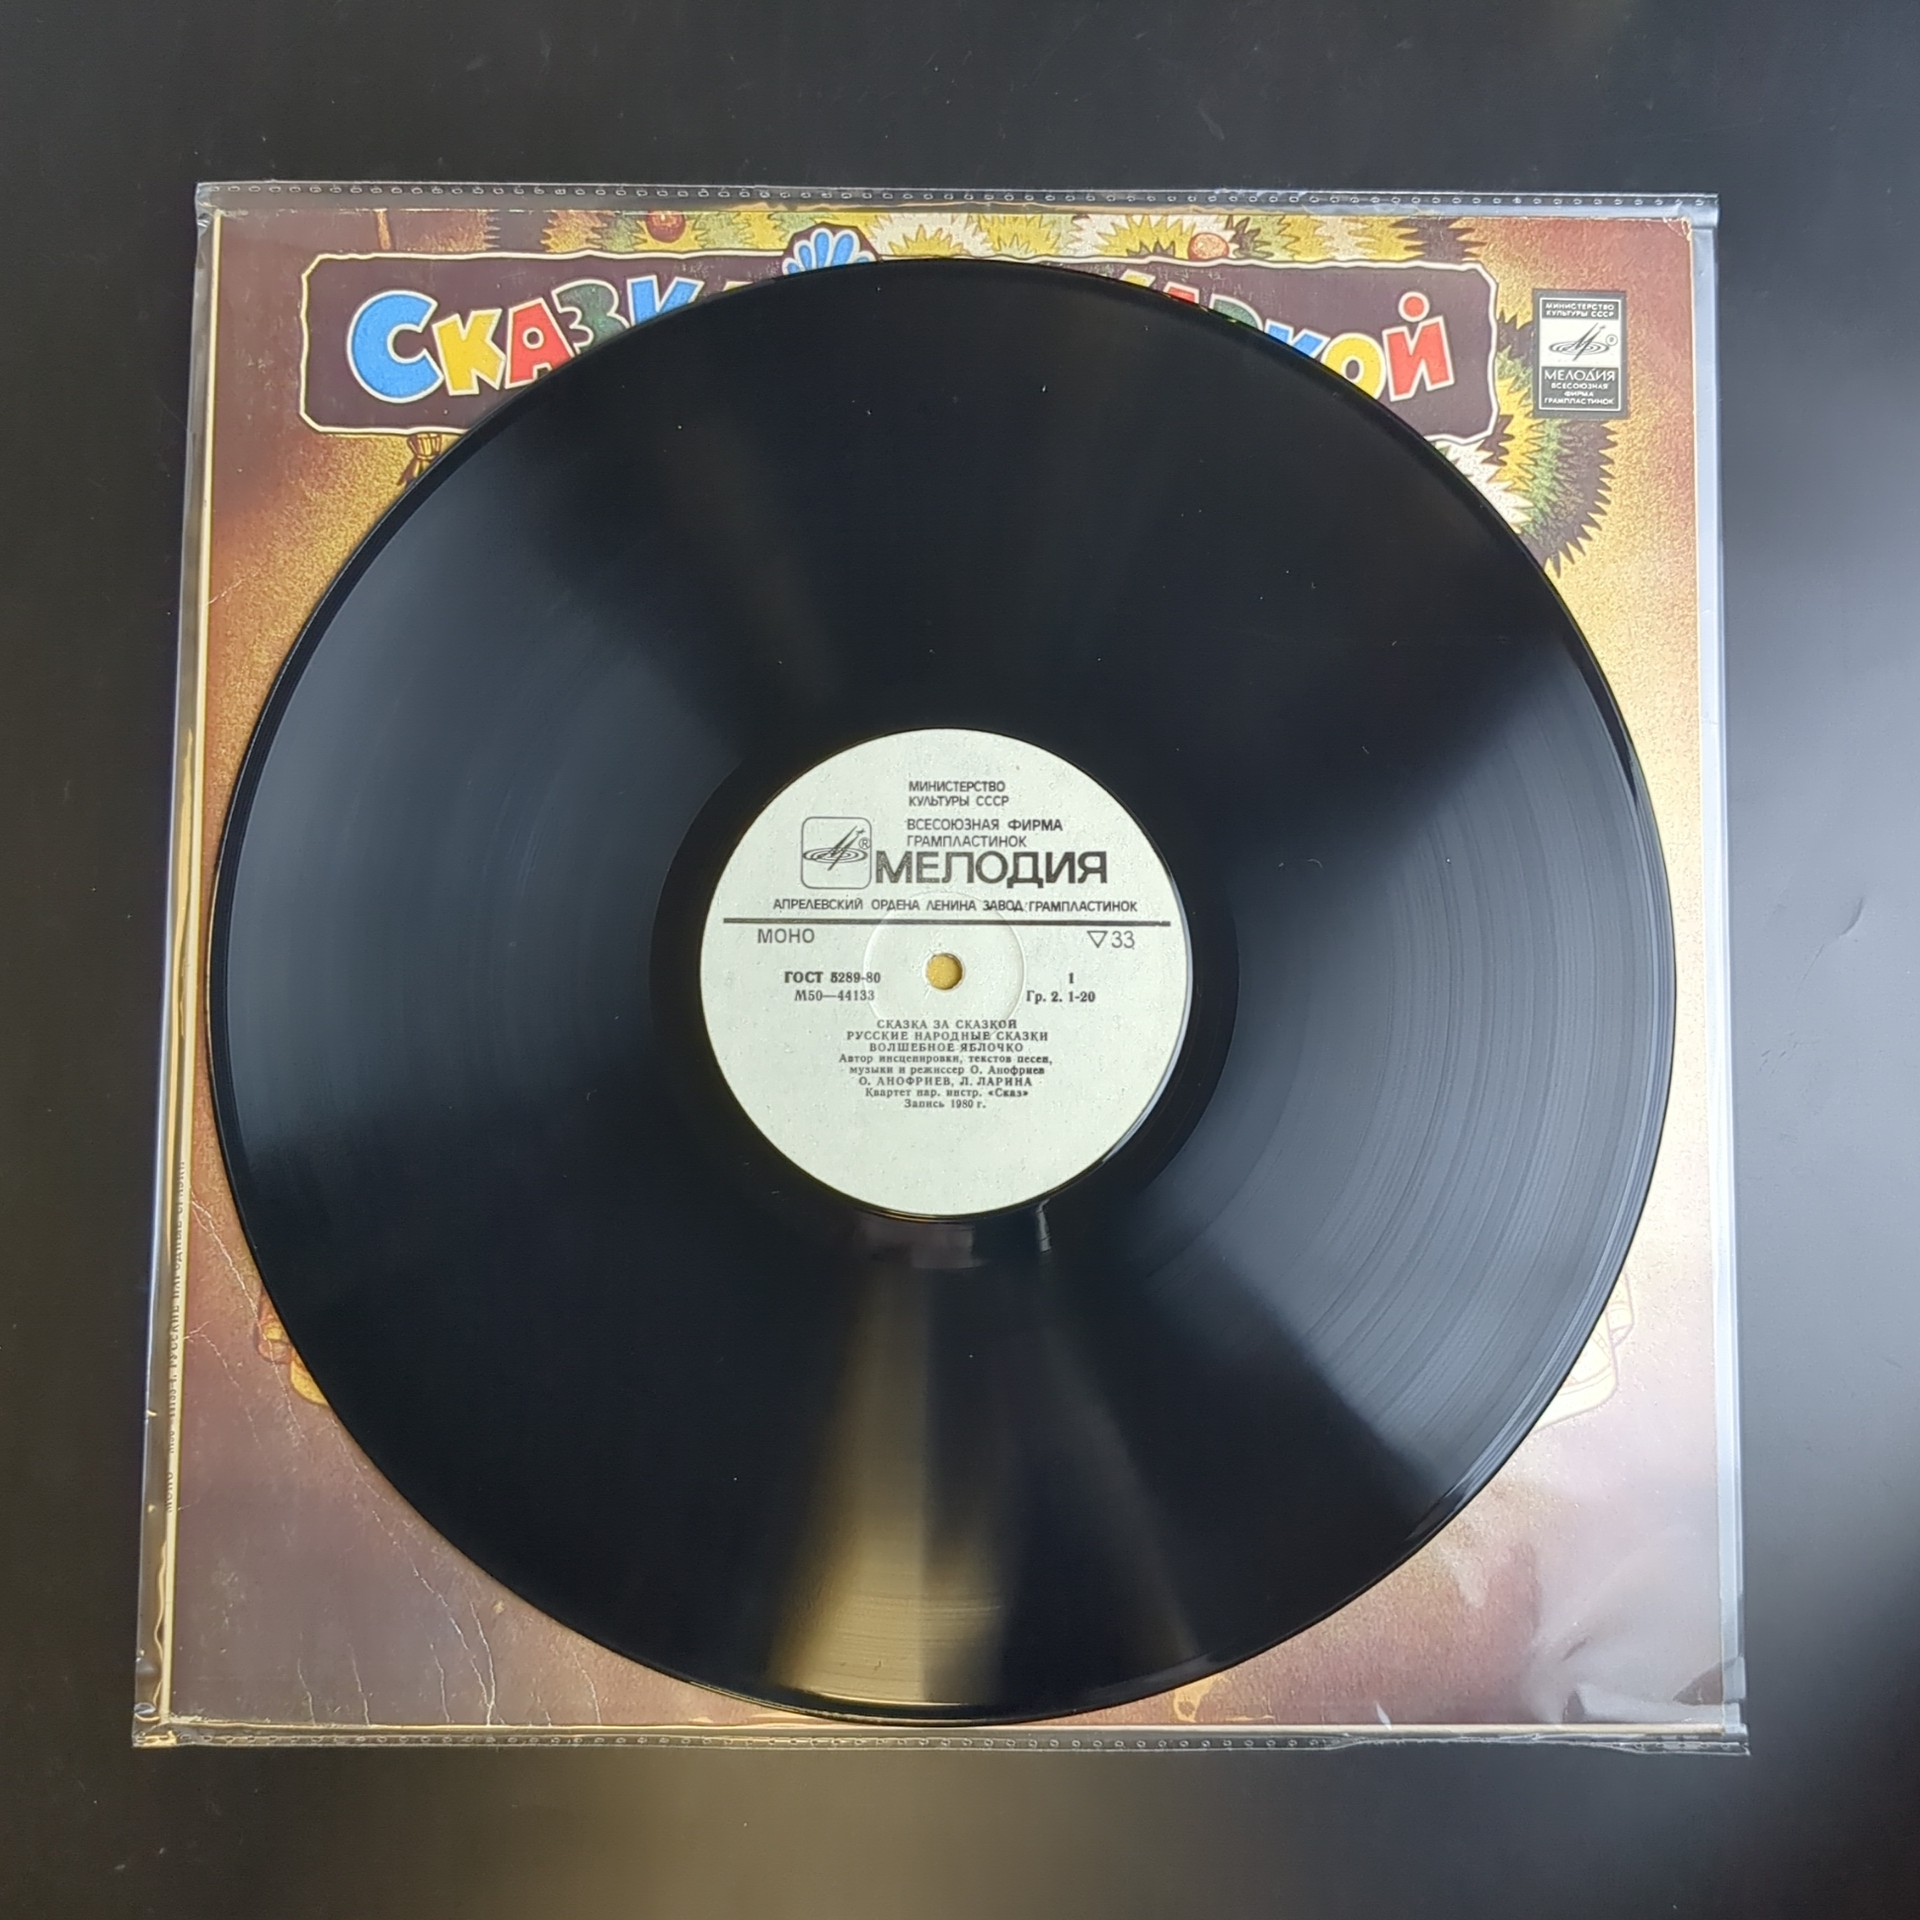 СКАЗК
КОЙ
МИНИСТЕРСТВО
КУЛЬТУРЫ СССР
МЕЛОДИЯ
ВСЕСОЮЗНАЯ
ФИРМА
ГРАМПЛАСТИНОК
МИНИСТЕРСТВО
КУЛЬТУРЫ СССР
ВСЕСОЮЗНАЯ ФИРМА
ГРАМПЛАСТИНОК
МЕЛОДИЯ
АПРЕЛЕВСКИЙ ОРДЕНА ЛЕНИНА ЗАВОД ГРАМПЛАСТИНОК
МОНО ▽33
ГОСТ 5289-80 1
М50—44133 Гр. 2. 1-20
СКАЗКА ЗА СКАЗКОЙ
РУССКИЕ НАРОДНЫЕ СКАЗКИ
ВОЛШЕБНОЕ ЯБЛОЧКО
Автор инсценировки, текстов песен,
музыки и режиссер О. Анофриев
О. АНОФРИЕВ, Л. ЛАРИНА
Квартет нар. инстр. «Сказ»
Запись 1980 г.